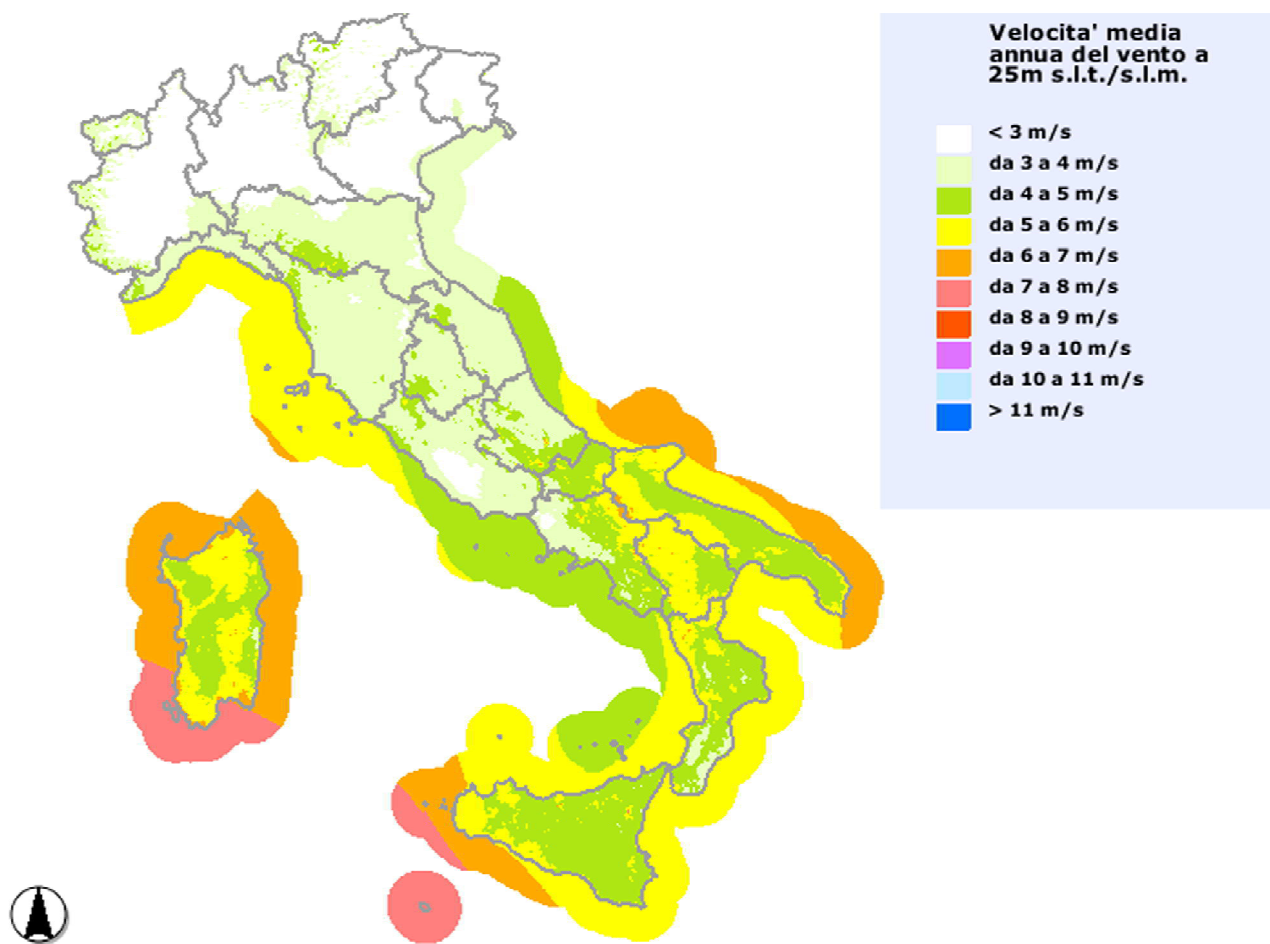 Velocita' media
annua del vento a
25m s.l.t./s.l.m.
< 3 m/s
da 3 a 4 m/s
da 4 a 5 m/s
da 5 a 6 m/s
da 6 a 7 m/s
da 7 a 8 m/s
da 8 a 9 m/s
da 9 a 10 m/s
da 10 a 11 m/s
> 11 m/s